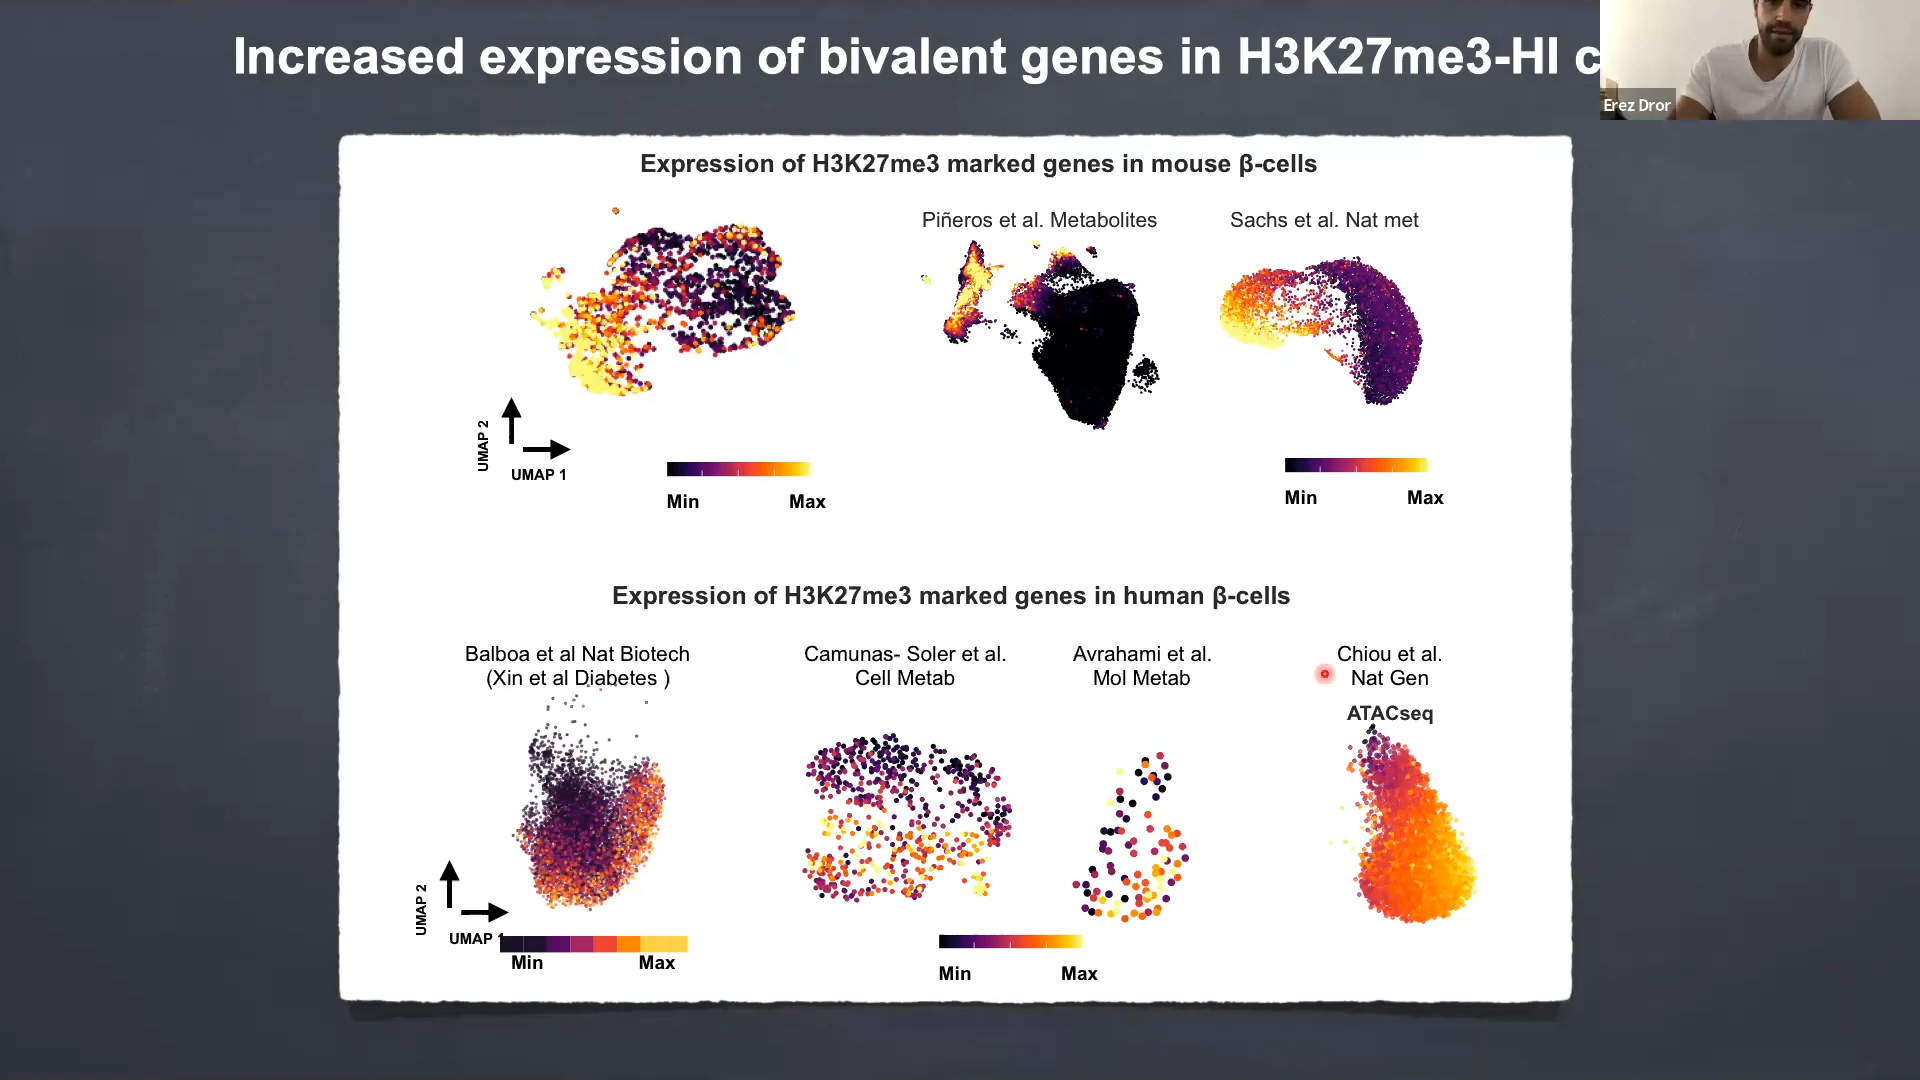 Increased expression of bivalent genes in H3K27me3-HI c
Erez Dror
Expression of H3K27me3 marked genes in mouse β-cells
Piñeros et al. Metabolites
Sachs et al. Nat met
UMAP 2
UMAP 1
Min
Max
Min
Max
Expression of H3K27me3 marked genes in human β-cells
Balboa et al Nat Biotech
(Xin et al Diabetes )
Camunas- Soler et al.
Cell Metab
Avrahami et al.
Mol Metab
Chiou et al.
Nat Gen
ATACseq
UMAP 2
UMAP 1
Min
Max
Min
Max